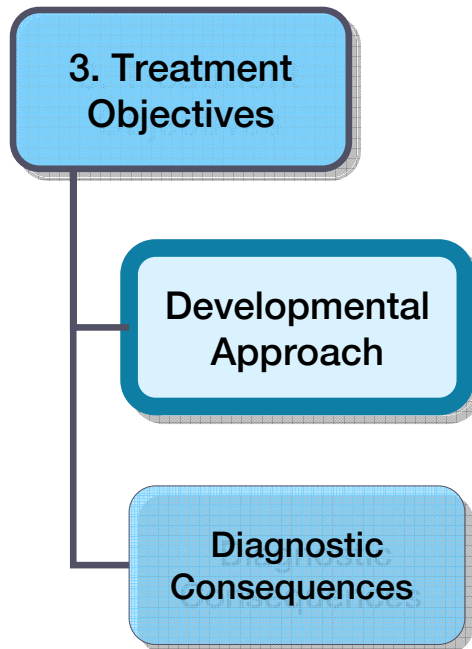 3. Treatment
Objectives
Developmental
Approach
Diagnostic
Consequences